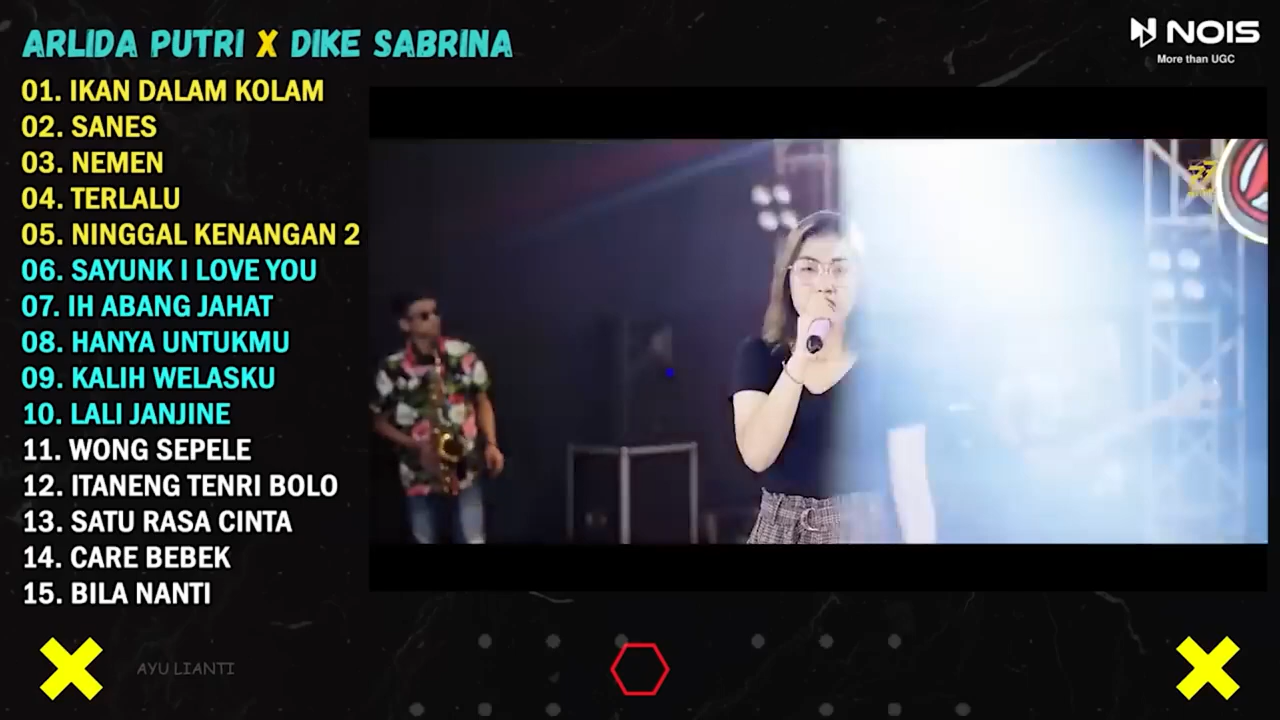 ARLIDA PUTRI X DIKE SABRINA
01. IKAN DALAM KOLAM
02. SANES
03. NEMEN
04. TERLALU
05. NINGGAL KENANGAN 2
06. SAYUNK I LOVE YOU
07. IH ABANG JAHAT
08. HANYA UNTUKMU
09. KALIH WELASKU
10. LALI JANJINE
11. WONG SEPELE
12. ITANENG TENRI BOLO
13. SATU RASA CINTA
14. CARE BEBEK
15. BILA NANTI
NOIS
More than UGC
AYU LIANTI